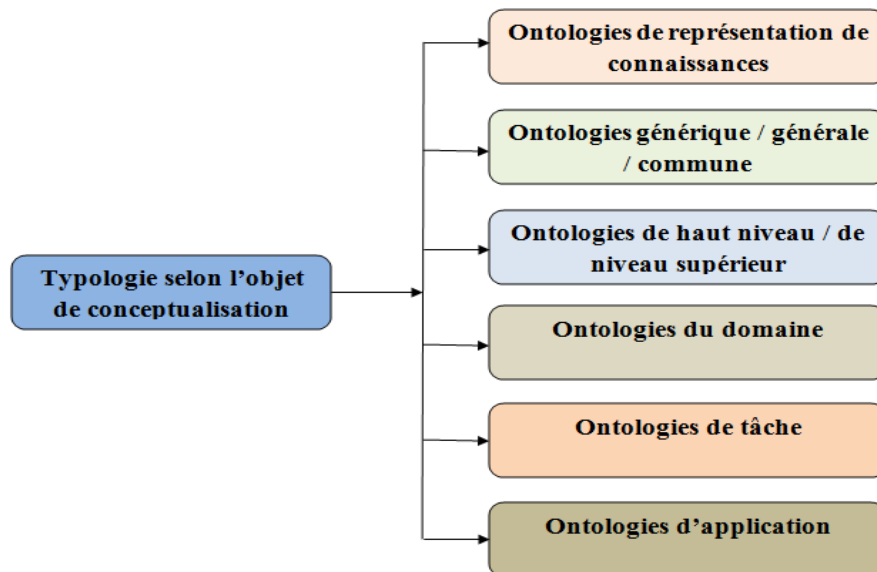 Ontologies de représentation de
connaissances
Ontologies générique / générale
/ commune
Ontologies de haut niveau / de
niveau supérieur
Typologie selon l'objet
de conceptualisation
Ontologies du domaine
Ontologies de tâche
Ontologies d'application